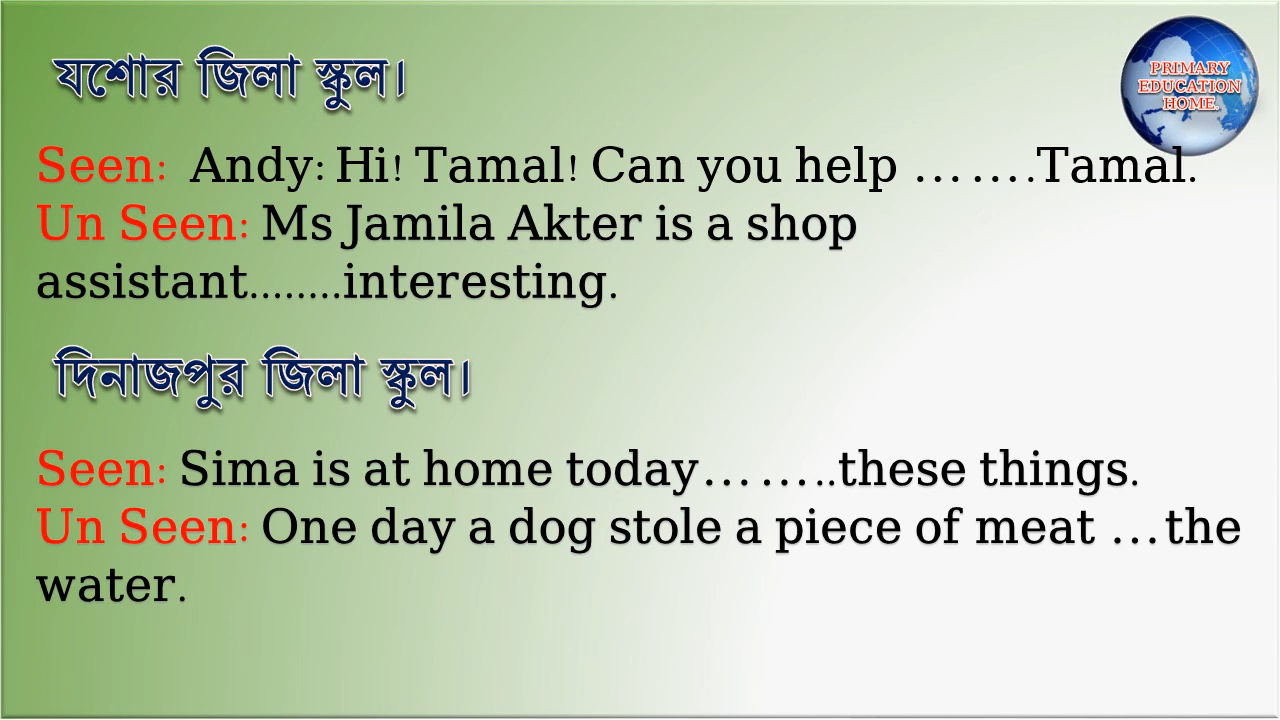 যশোর জিলা স্কুল।
PRIMARY
EDUCATION
HOME.
Seen: Andy: Hi! Tamal! Can you help …….Tamal.
Un Seen: Ms Jamila Akter is a shop
assistant........interesting.
দিনাজপুর জিলা স্কুল।
Seen: Sima is at home today……..these things.
Un Seen: One day a dog stole a piece of meat …the
water.